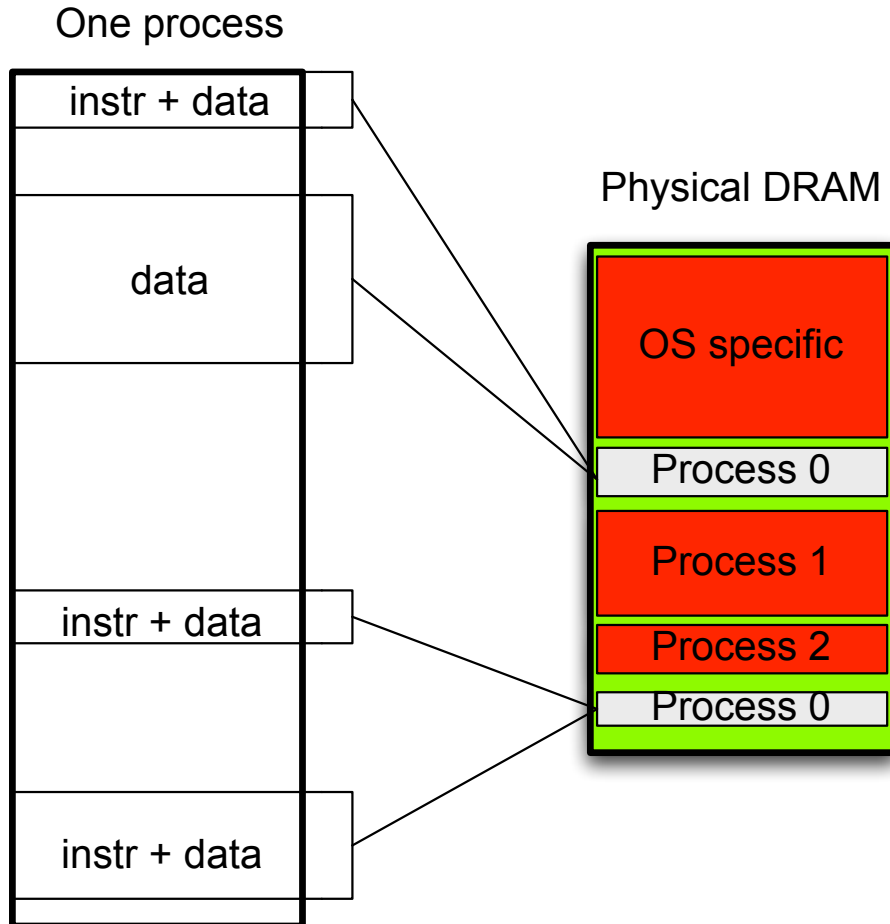 One process
instr + data
data
instr + data
instr + data
Physical DRAM
OS specific
Process 0
Process 1
Process 2
Process 0